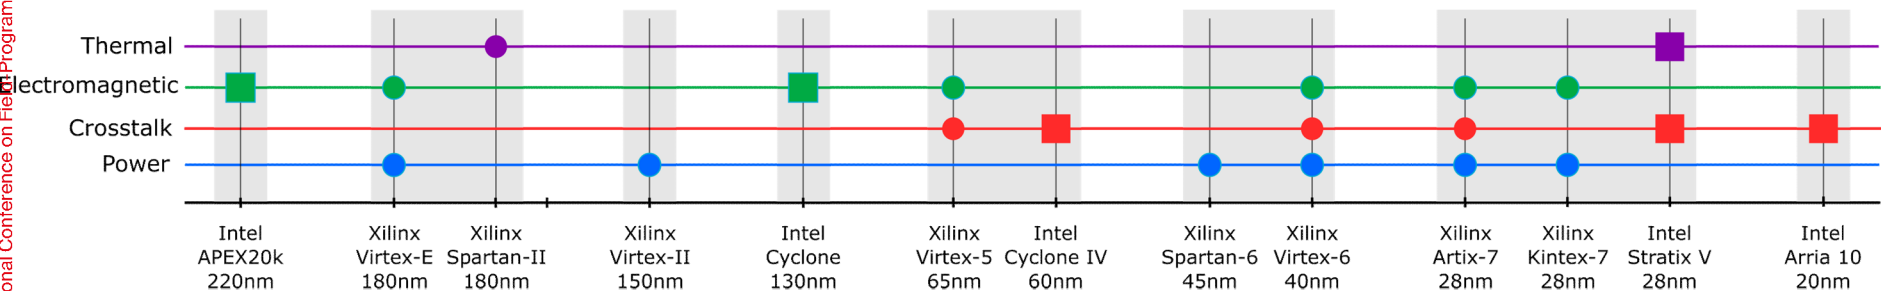 onal Conference on Field-Program
Thermal
Electromagnetic
Crosstalk
Power
Intel
APEX20k
220nm
Xilinx
Virtex-E
180nm
Xilinx
Spartan-II
180nm
Xilinx
Virtex-II
150nm
Intel
Cyclone
130nm
Xilinx
Virtex-5
65nm
Intel
Cyclone IV
60nm
Xilinx
Spartan-6
45nm
Xilinx
Virtex-6
40nm
Xilinx
Artix-7
28nm
Xilinx
Kintex-7
28nm
Intel
Stratix V
28nm
Intel
Arria 10
20nm